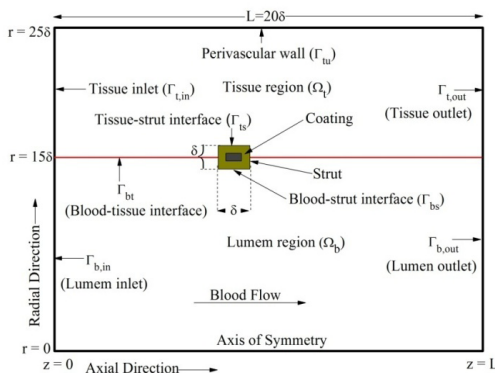 L=20δ
r = 25δ
Perivascular wall (Γtu)
Tissue inlet (Γt,in)
Tissue region (Ωt)
Γt,out
(Tissue outlet)
Tissue-strut interface (Γts)
Coating
δ
r = 15δ
Strut
Γbt
(Blood-tissue interface)
Blood-strut interface (Γbs)
δ
Lumem region (Ωb)
Γb,out
(Lumen outlet)
Γb,in
(Lumem inlet)
Radial Direction
Blood Flow
Axis of Symmetry
r = 0
z = 0
Axial Direction
z = L